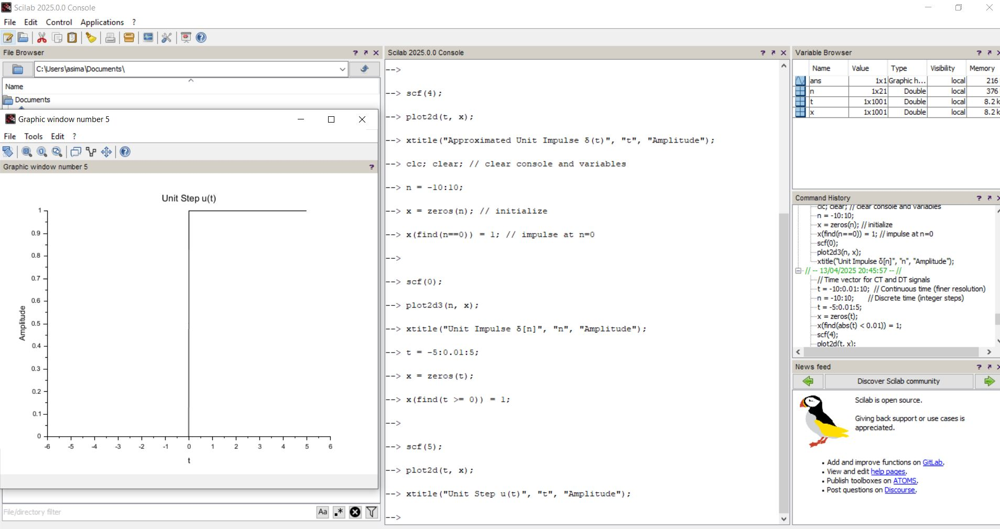 Scilab 2025.0.0 Console
File Edit Control Applications ?
File Browser
C:\Users\asima\Documents\
Name
Documents
Graphic window number 5
File Tools Edit ?
Graphic window number 5
Unit Step u(t)
1
0.9
0.8
0.7
0.6
0.5
0.4
0.3
0.2
0.1
0
Amplitude
-6 -5 -4 -3 -2 -1 0 1 2 3 4 5 6
t
File/directory filter
Aa .*
Scilab 2025.0.0 Console
-->
--> scf(4);
--> plot2d(t, x);
--> xtitle("Approximated Unit Impulse δ(t)", "t", "Amplitude");
--> clc; clear; // clear console and variables
--> n = -10:10;
--> x = zeros(n); // initialize
--> x(find(n==0)) = 1; // impulse at n=0
-->
--> scf(0);
--> plot2d3(n, x);
--> xtitle("Unit Impulse δ[n]", "n", "Amplitude");
--> t = -5:0.01:5;
--> x = zeros(t);
--> x(find(t >= 0)) = 1;
-->
--> scf(5);
--> plot2d(t, x);
--> xtitle("Unit Step u(t)", "t", "Amplitude");
-->
Variable Browser
Name Value Type Visibility Memory
ans 1x1 Graphic h... local 216
n 1x21 Double local 376
t 1x1001 Double local 8.2 k
x 1x1001 Double local 8.2 k
Command History
clc; clear; // clear console and variables
n = -10:10;
x = zeros(n); // initialize
x(find(n==0)) = 1; // impulse at n=0
scf(0);
plot2d3(n, x);
xtitle("Unit Impulse δ[n]", "n", "Amplitude");
// -- 13/04/2025 20:45:57 -- //
// Time vector for CT and DT signals
t = -10:0.01:10; // Continuous time (finer resolution)
n = -10:10; // Discrete time (integer steps)
t = -5:0.01:5;
x = zeros(t);
x(find(abs(t) < 0.01)) = 1;
scf(4);
plot2d(t, x);
News feed
Discover Scilab community
Scilab is open source.
Giving back support or use cases is
appreciated.
• Add and improve functions on GitLab.
• View and edit help pages.
• Publish toolboxes on ATOMS.
• Post questions on Discourse.